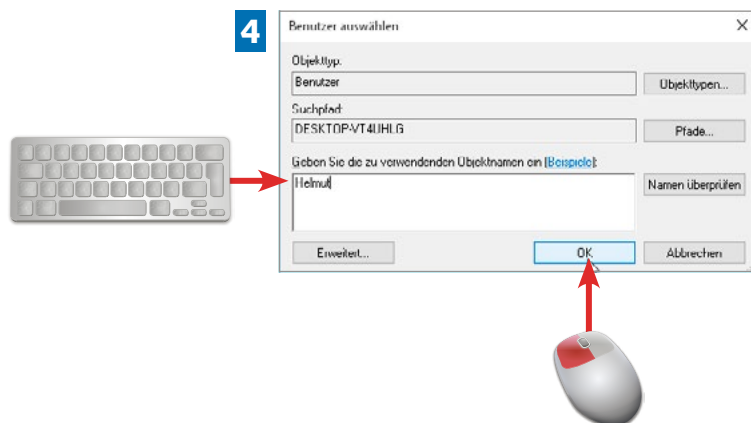 4
Benutzer auswählen
Objekttyp:
Benutzer
Objekttypen...
Suchpfad:
DESKTOP-VT4UHLG
Pfade...
Geben Sie die zu verwendenden Objektnamen ein (Beispiele):
Helmut
Namen überprüfen
Erweitert...
OK
Abbrechen